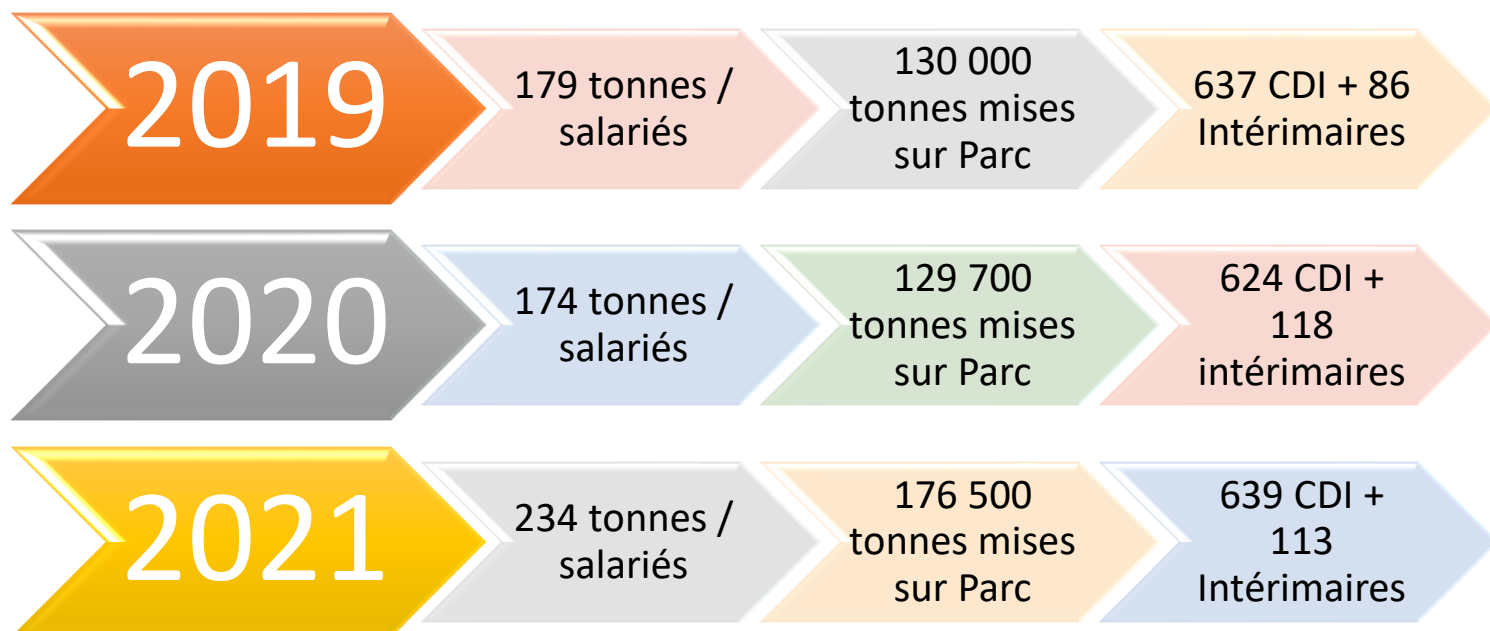 2019
179 tonnes /
salariés
130 000
tonnes mises
sur Parc
637 CDI + 86
Intérimaires
2020
174 tonnes /
salariés
129 700
tonnes mises
sur Parc
624 CDI +
118
intérimaires
2021
234 tonnes /
salariés
176 500
tonnes mises
sur Parc
639 CDI +
113
Intérimaires